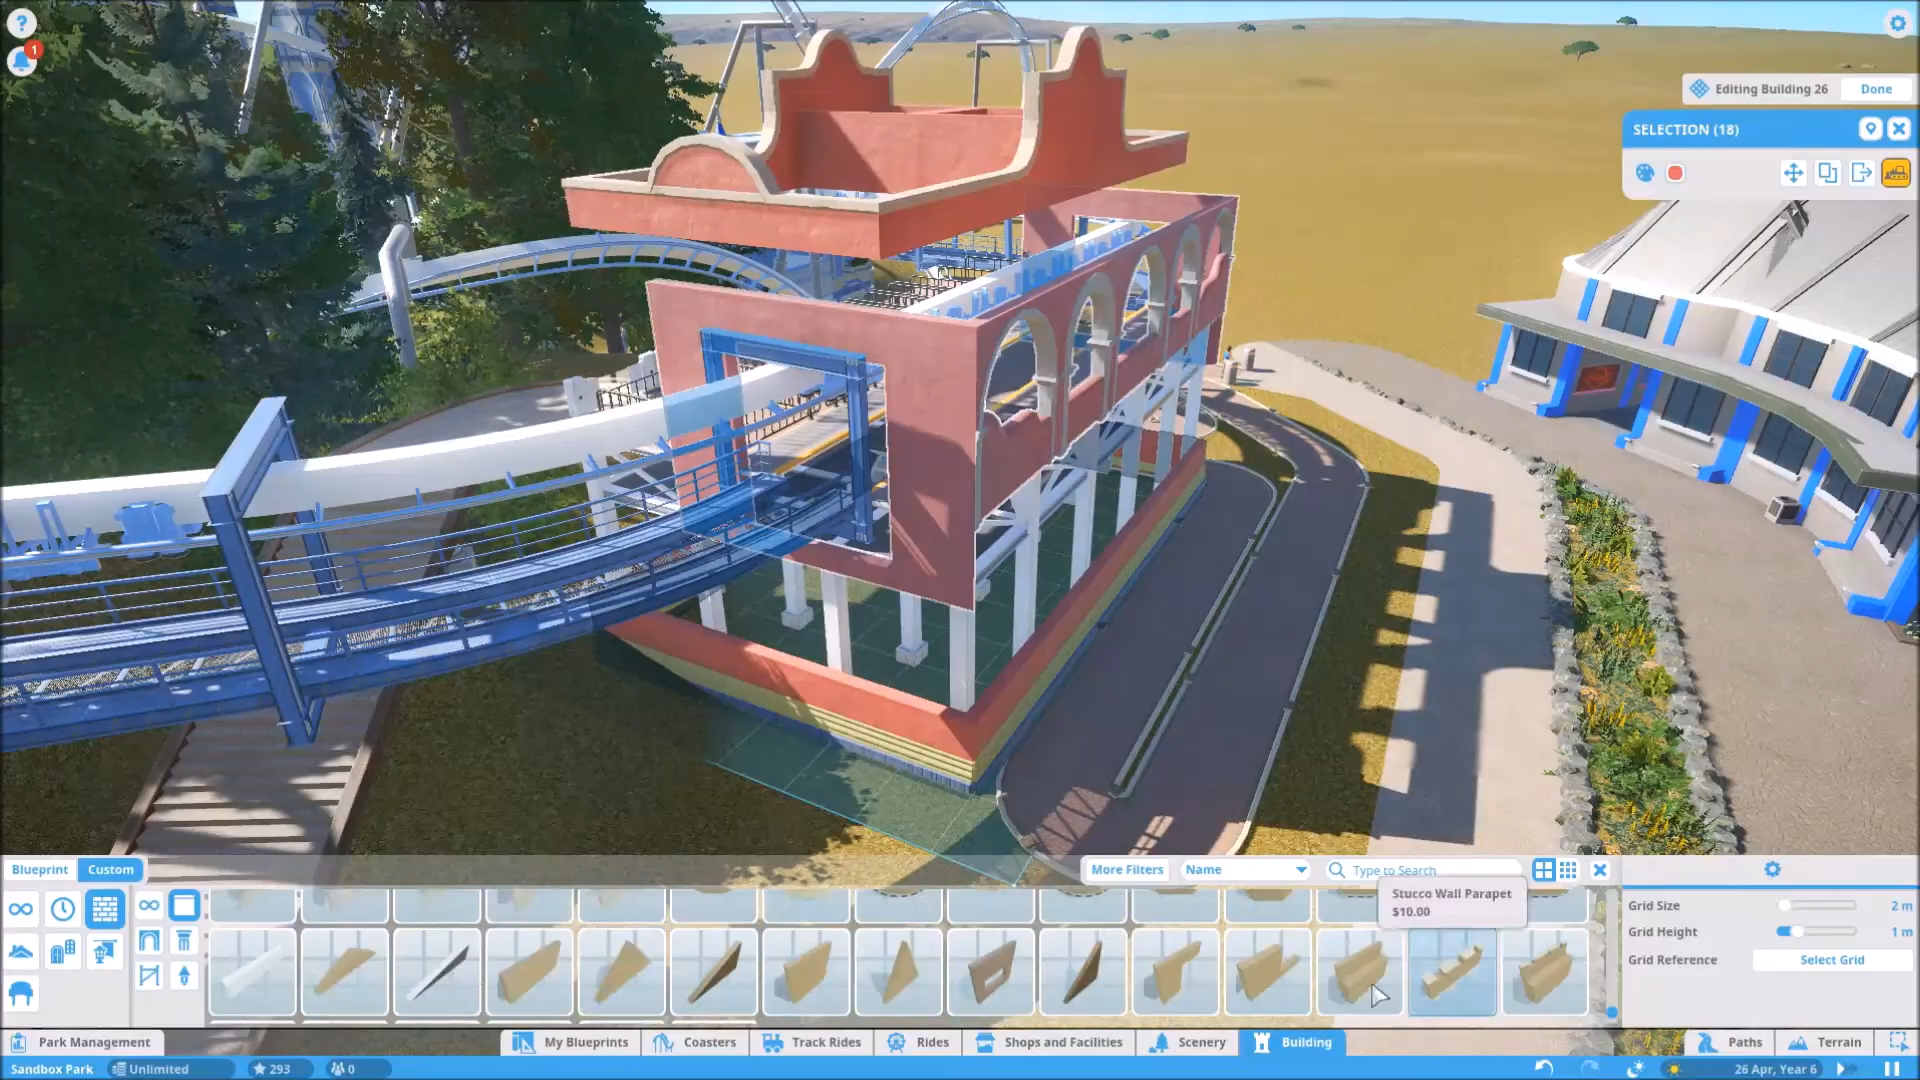 ?
1
Editing Building 26 Done
SELECTION (18)
Blueprint Custom
More Filters Name Type to Search
Stucco Wall Parapet
$10.00
Grid Size 2 m
Grid Height 1 m
Grid Reference Select Grid
Park Management My Blueprints Coasters Track Rides Rides Shops and Facilities Scenery Building Paths Terrain
Sandbox Park Unlimited 293 0 26 Apr, Year 6